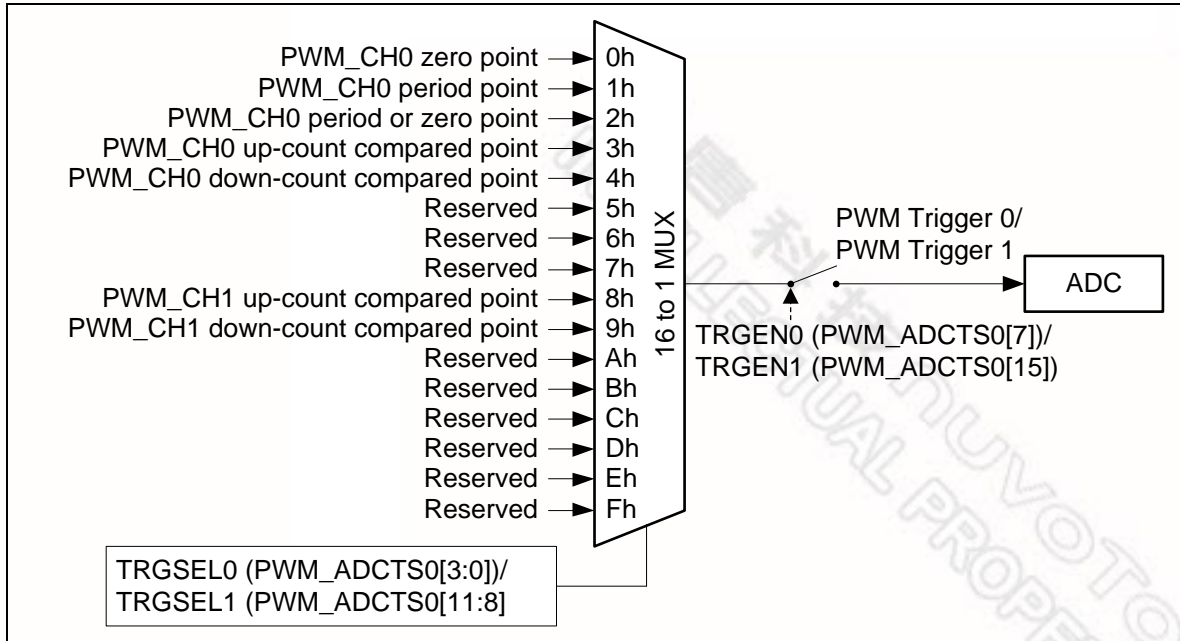 PWM_CH0 zero point
0h
PWM_CH0 period point
1h
PWM_CH0 period or zero point
2h
PWM_CH0 up-count compared point
3h
PWM_CH0 down-count compared point
4h
Reserved
5h
Reserved
6h
Reserved
7h
PWM_CH1 up-count compared point
8h
PWM_CH1 down-count compared point
9h
Reserved
Ah
Reserved
Bh
Reserved
Ch
Reserved
Dh
Reserved
Eh
Reserved
Fh
16 to 1 MUX
PWM Trigger 0/
PWM Trigger 1
ADC
TRGEN0 (PWM_ADCTS0[7])/
TRGEN1 (PWM_ADCTS0[15])
TRGSEL0 (PWM_ADCTS0[3:0])/
TRGSEL1 (PWM_ADCTS0[11:8]